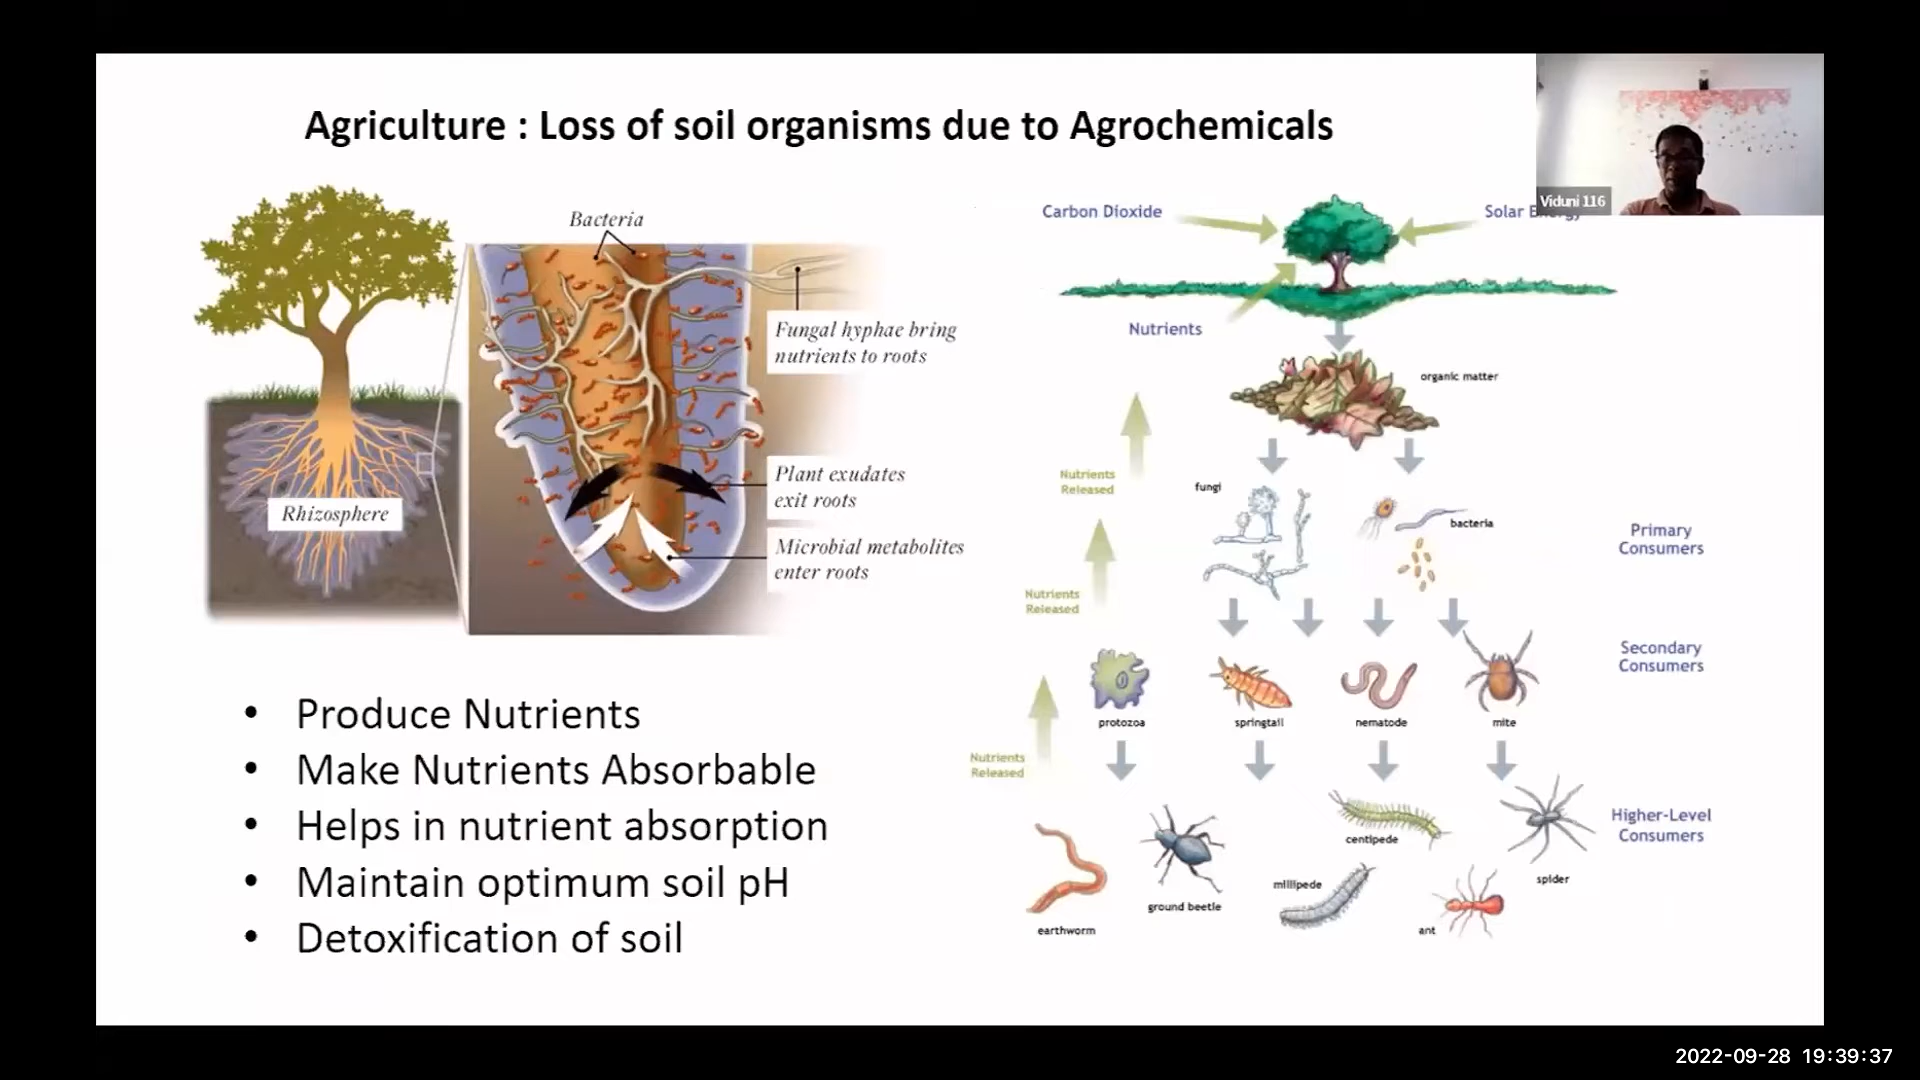 Agriculture : Loss of soil organisms due to Agrochemicals
Viduni 116
Bacteria
Fungal hyphae bring
nutrients to roots
Plant exudates
exit roots
Microbial metabolites
enter roots
Rhizosphere
Carbon Dioxide
Solar Energy
Nutrients
organic matter
Nutrients
Released
fungi
bacteria
Primary
Consumers
Nutrients
Released
Secondary
Consumers
protozoa
springtail
nematode
mite
Nutrients
Released
Higher-Level
Consumers
centipede
spider
millipede
ground beetle
earthworm
ant
• Produce Nutrients
• Make Nutrients Absorbable
• Helps in nutrient absorption
• Maintain optimum soil pH
• Detoxification of soil
2022-09-28 19:39:37